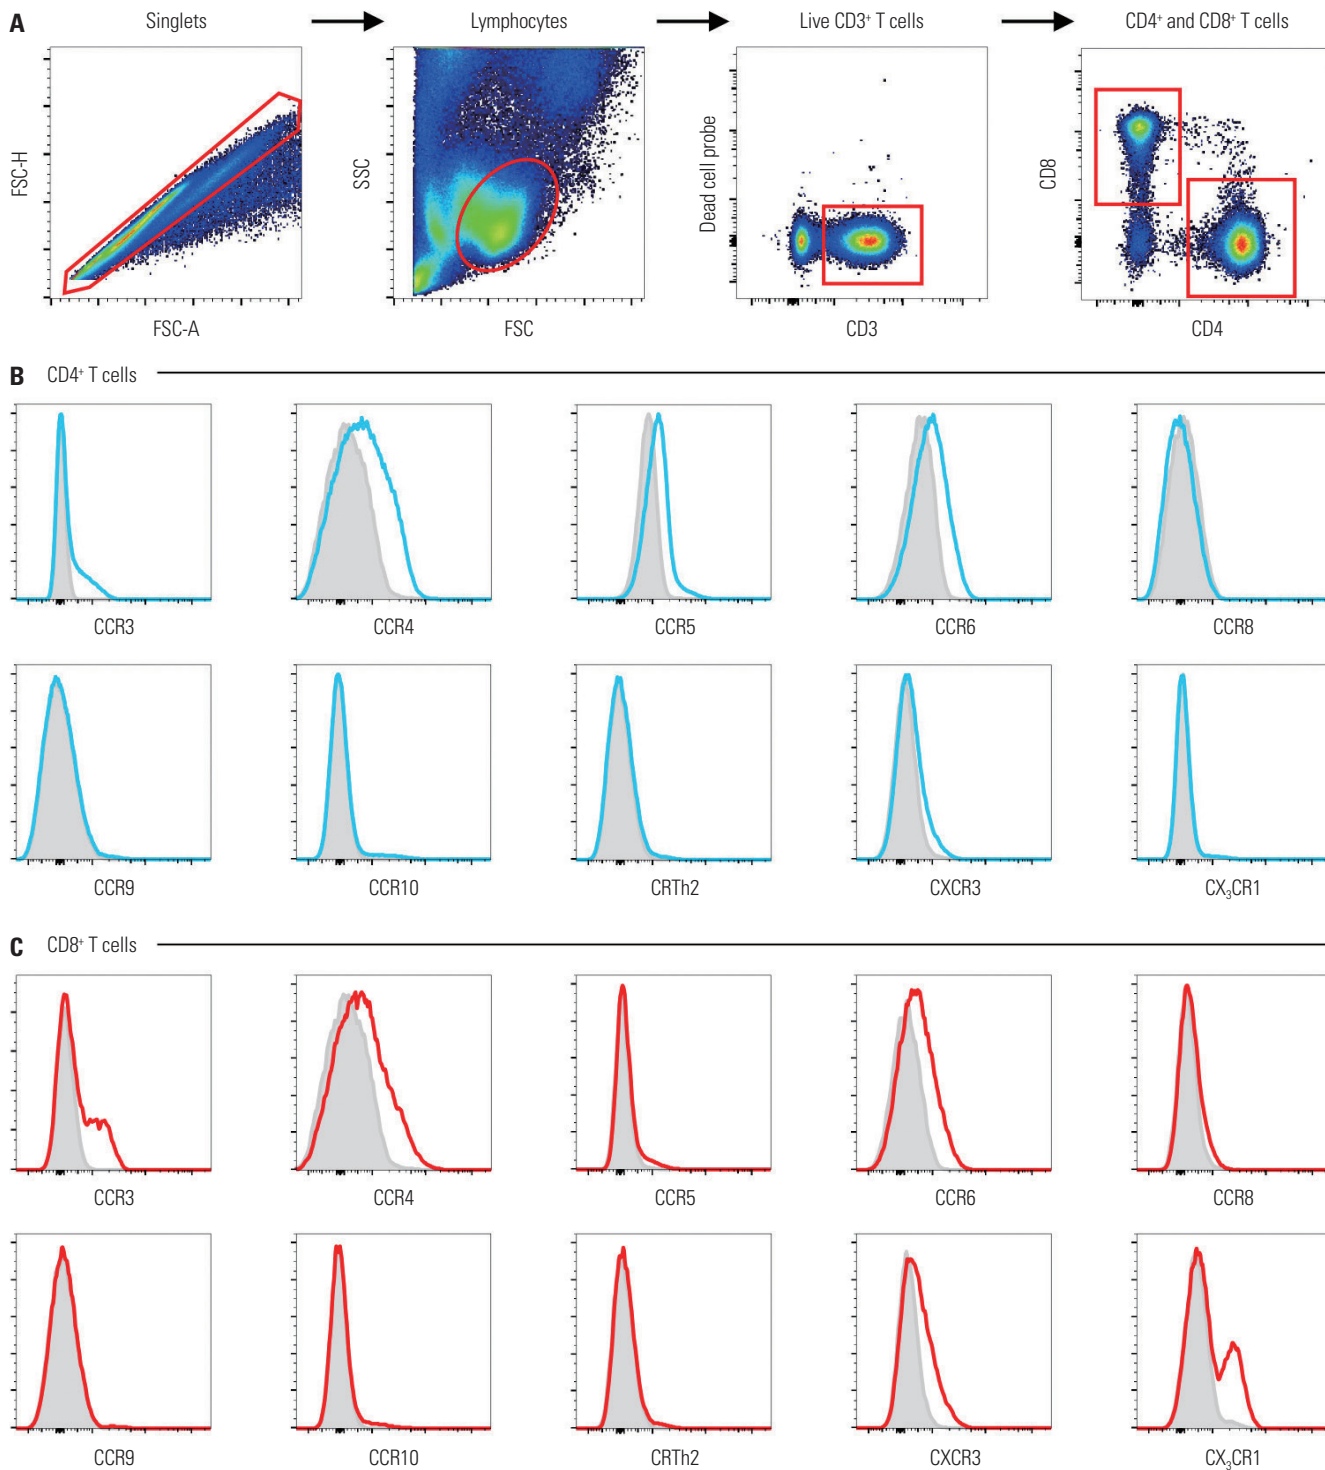 A
Singlets
Lymphocytes
Live CD3⁺ T cells
CD4⁺ and CD8⁺ T cells
FSC-H
FSC-A
SSC
FSC
Dead cell probe
CD3
CD8
CD4
B CD4⁺ T cells
CCR3 CCR4 CCR5 CCR6 CCR8
CCR9 CCR10 CRTh2 CXCR3 CX₃CR1
C CD8⁺ T cells
CCR3 CCR4 CCR5 CCR6 CCR8
CCR9 CCR10 CRTh2 CXCR3 CX₃CR1